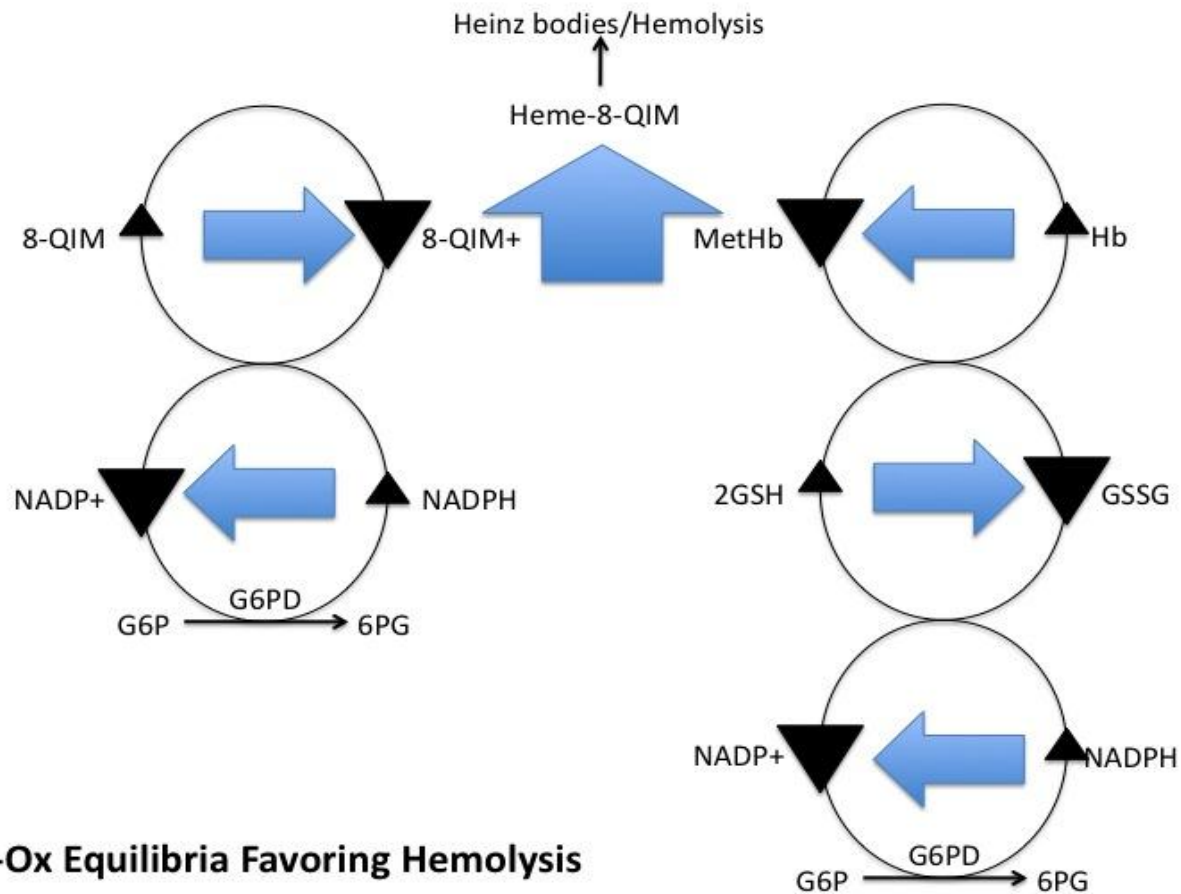 Heinz bodies/Hemolysis
Heme-8-QIM
8-QIM
8-QIM+
MetHb
Hb
NADP+
NADPH
2GSH
GSSG
G6PD
G6P
6PG
NADP+
NADPH
-Ox Equilibria Favoring Hemolysis
G6PD
G6P
6PG